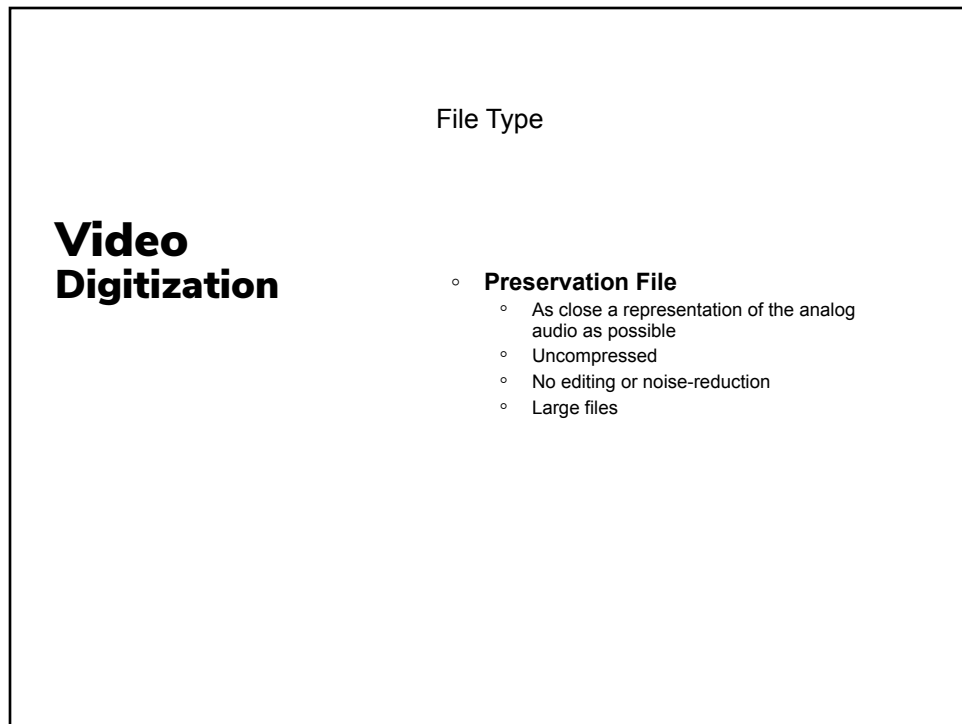 File Type
Video
Digitization
◦ Preservation File
◦ As close a representation of the analog
audio as possible
◦ Uncompressed
◦ No editing or noise-reduction
◦ Large files